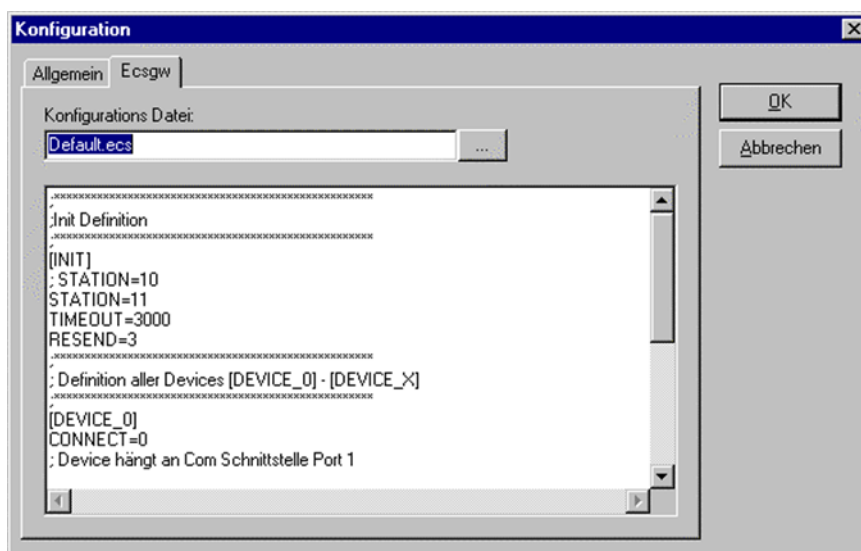 Konfiguration
Allgemein Ecsgw
Konfigurations Datei:
Default.ecs ...
OK
Abbrechen
;****************************************************
;Init Definition
;****************************************************
[INIT]
; STATION=10
STATION=11
TIMEOUT=3000
RESEND=3
;****************************************************
; Definition aller Devices [DEVICE_0] - [DEVICE_X]
;****************************************************
[DEVICE_0]
CONNECT=0
; Device hängt an Com Schnittstelle Port 1